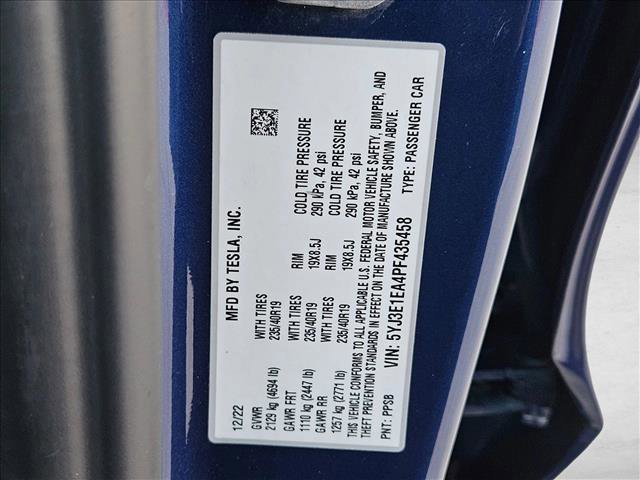 MFD BY TESLA, INC.
12/22
GVWR WITH TIRES RIM COLD TIRE PRESSURE
2129 kg (4694 lb) 235/40R19 19X8.5J 290 kPa, 42 psi
GAWR FRT WITH TIRES RIM COLD TIRE PRESSURE
1110 kg (2447 lb) 235/40R19 19X8.5J 290 kPa, 42 psi
GAWR RR
1257 kg (2771 lb) 235/40R19
THIS VEHICLE CONFORMS TO ALL APPLICABLE U.S. FEDERAL MOTOR VEHICLE SAFETY, BUMPER, AND
THEFT PREVENTION STANDARDS IN EFFECT ON THE DATE OF MANUFACTURE SHOWN ABOVE.
VIN: 5YJ3E1EA4PF435458 TYPE: PASSENGER CAR
PNT: PPSB